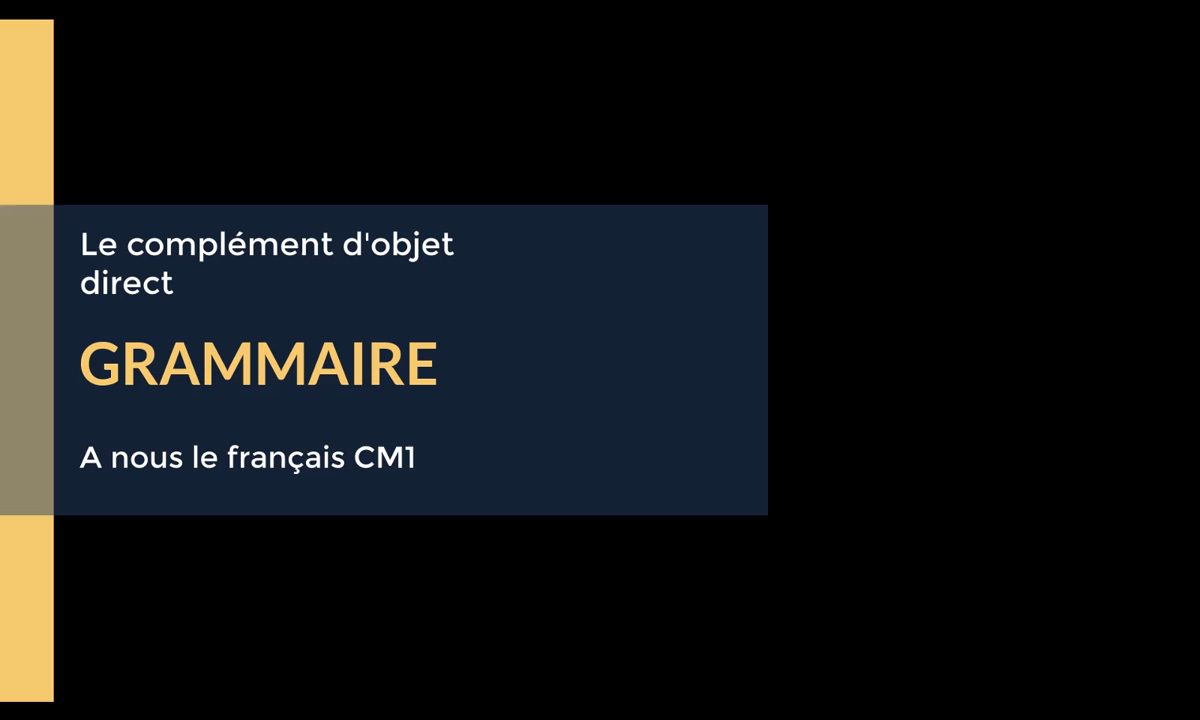 Le complément d'objet
direct
GRAMMAIRE
A nous le français CM1